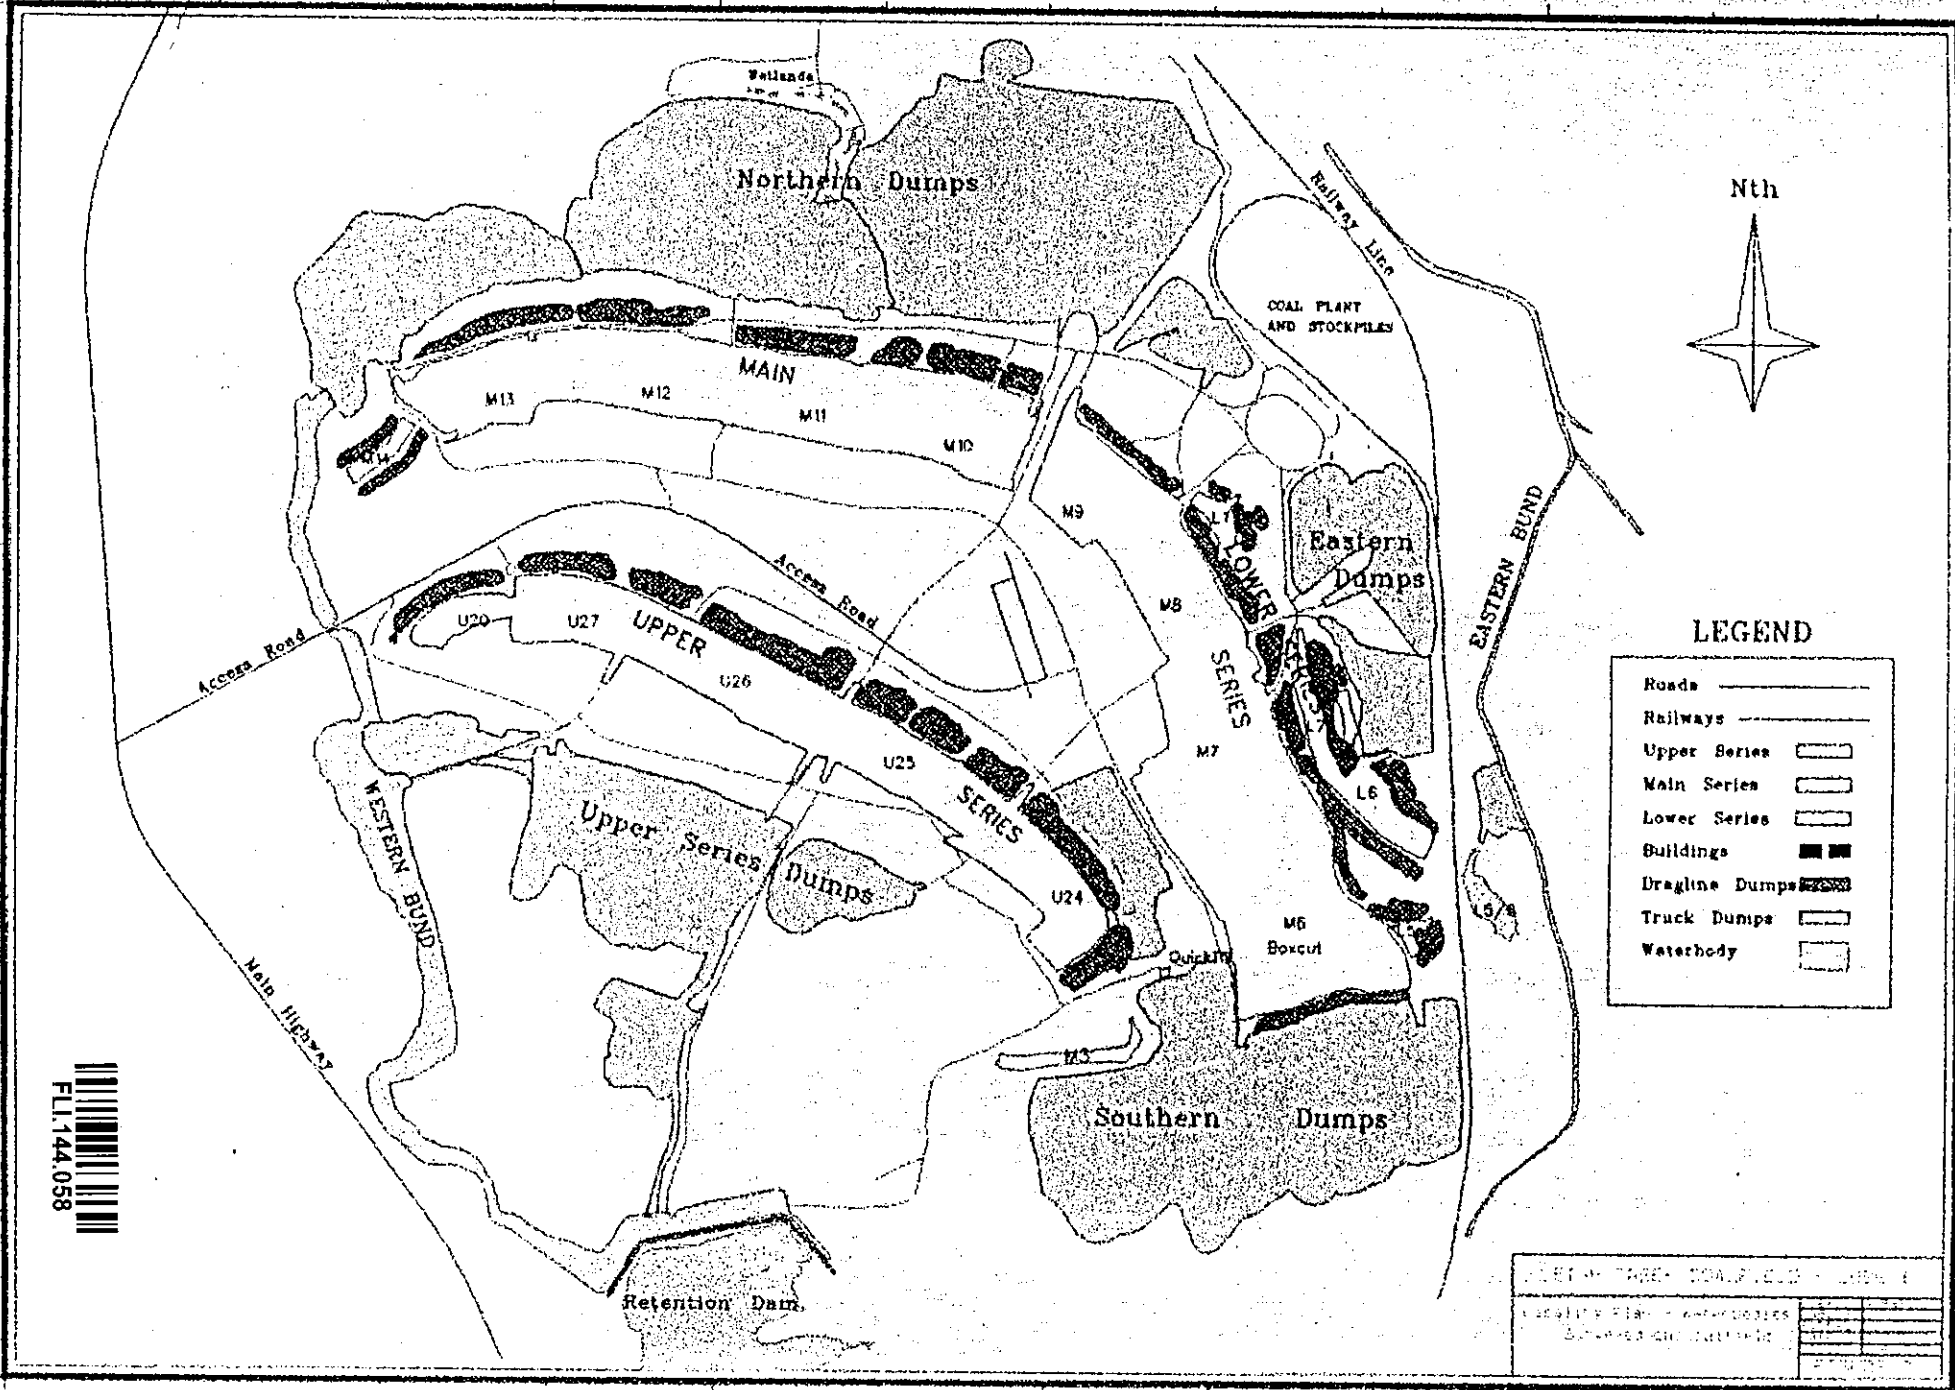 Wetlands
Northern Dumps
Railway Line
Nth
COAL PLANT
AND STOCKPILES
MAIN
M13
M12
M11
M10
M14
M9
Eastern
Dumps
EASTERN BUND
LOWER
SERIES
Access Road
Access Road
U20
U27
UPPER
U26
M8
SERIES
M7
U25
SERIES
L6
WESTERN BUND
Upper Series Dumps
U24
M6
Boxcut
L5/6
Main Highway
M3
Southern Dumps
Retention Dam
LEGEND
Roads
Railways
Upper Series
Main Series
Lower Series
Buildings
Dragline Dumps
Truck Dumps
Waterbody
FLI.144.058